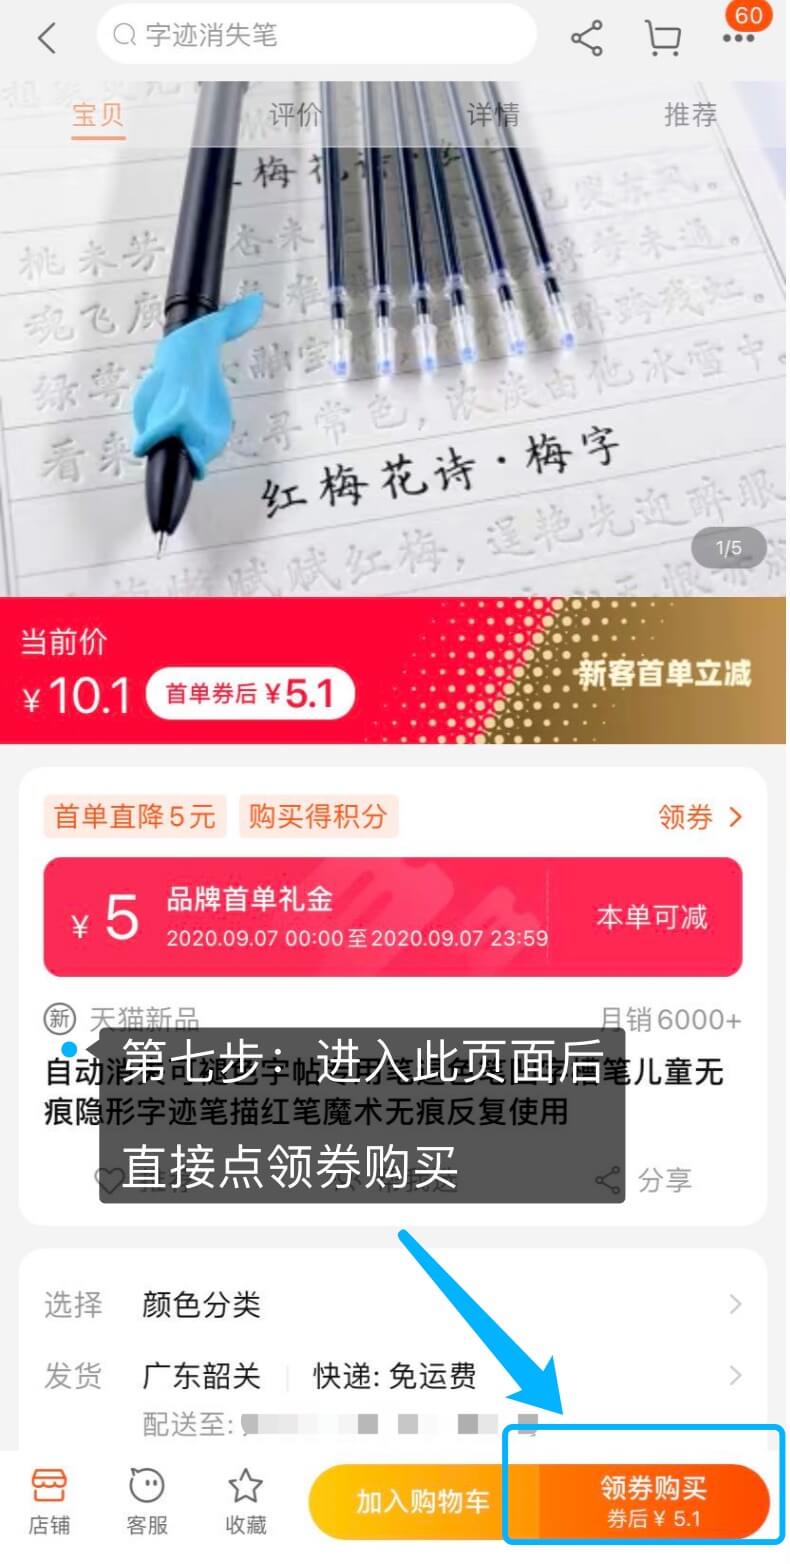 字迹消失笔
60
宝贝
评价
详情
推荐
红梅花诗·梅字
1/5
当前价
¥10.1
首单券后¥5.1
新客首单立减
首单直降5元
购买得积分
领券
¥5
品牌首单礼金
2020.09.07 00:00至2020.09.07 23:59
本单可减
新
天猫新品
月销6000+
第七步：进入此页面后
直接点领券购买
自动消
笔儿童无
痕隐形字迹笔描红笔魔术无痕反复使用
分享
选择
颜色分类
发货
广东韶关
快递: 免运费
配送至:
店铺
客服
收藏
加入购物车
领券购买
券后¥5.1